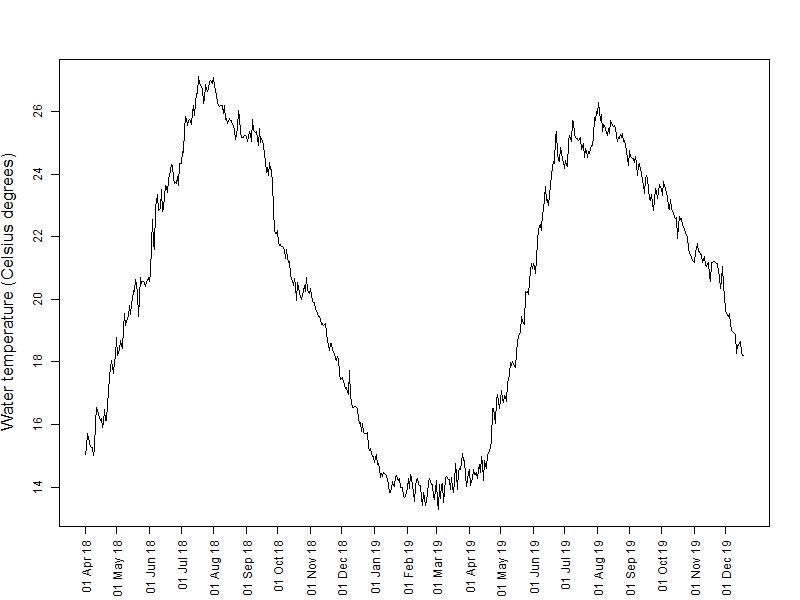 Water temperature (Celsius degrees)
26
24
22
20
18
16
14
01 Apr 18
01 May 18
01 Jun 18
01 Jul 18
01 Aug 18
01 Sep 18
01 Oct 18
01 Nov 18
01 Dec 18
01 Jan 19
01 Feb 19
01 Mar 19
01 Apr 19
01 May 19
01 Jun 19
01 Jul 19
01 Aug 19
01 Sep 19
01 Oct 19
01 Nov 19
01 Dec 19